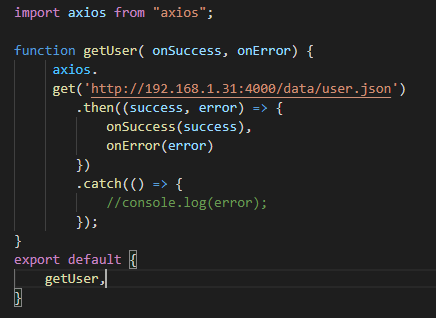 import axios from "axios";
function getUser( onSuccess, onError) {
axios.
get('http://192.168.1.31:4000/data/user.json')
.then((success, error) => {
onSuccess(success),
onError(error)
})
.catch(() => {
//console.log(error);
});
}
export default {
getUser,
}